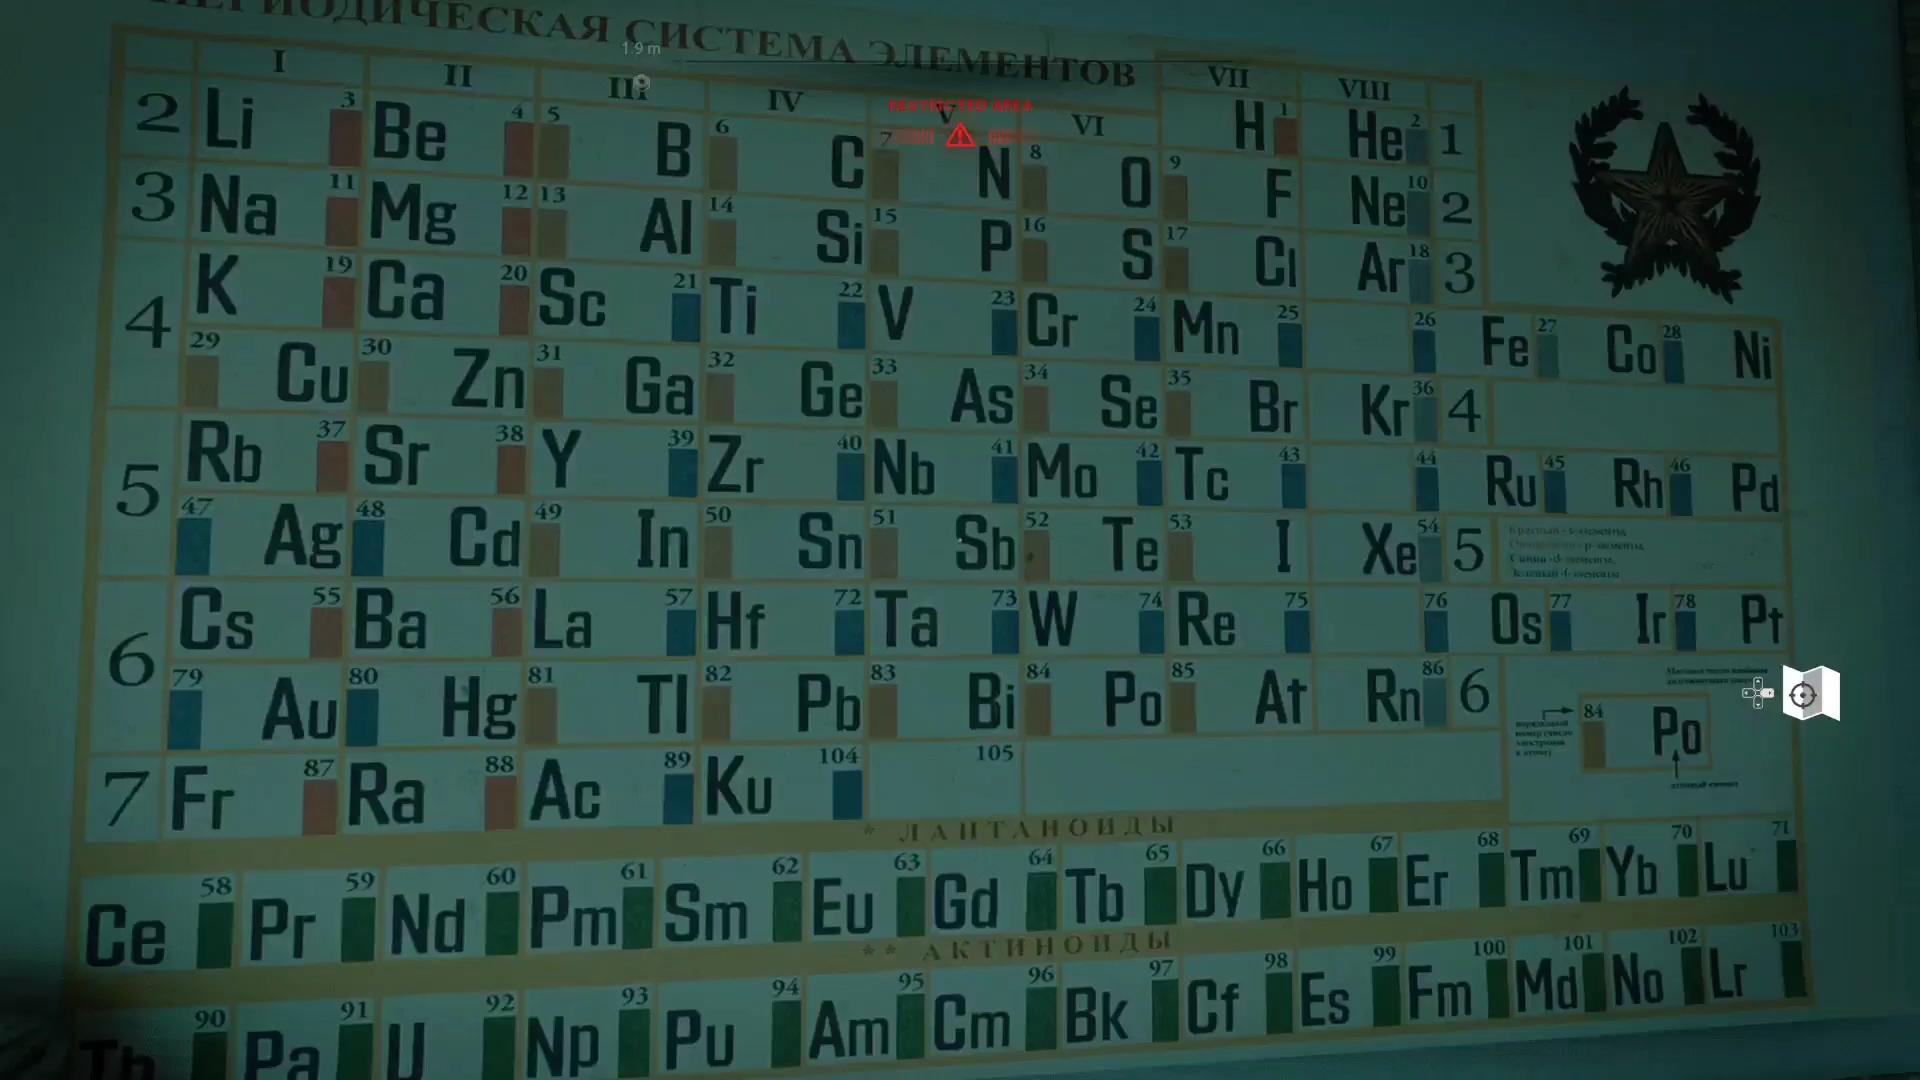 ПЕРИОДИЧЕСКАЯ СИСТЕМА ЭЛЕМЕНТОВ
1.9 m
RESTRICTED AREA
I II III IV V VI VII VIII
H 1 He 2 1
2 Li 3 Be 4 5 B 6 C 7 N 8 O 9 F Ne 10 2
3 Na 11 Mg 12 13 Al 14 Si 15 P 16 S 17 Cl Ar 18 3
4 K 19 Ca 20 Sc 21 Ti 22 V 23 Cr 24 Mn 25 26 Fe 27 Co 28 Ni
29 Cu 30 Zn 31 Ga 32 Ge 33 As 34 Se 35 Br Kr 36 4
5 Rb 37 Sr 38 Y 39 Zr 40 Nb 41 Mo 42 Tc 43 44 Ru 45 Rh 46 Pd
47 Ag 48 Cd 49 In 50 Sn 51 Sb 52 Te 53 I Xe 54 5
6 Cs 55 Ba 56 La 57 Hf 72 Ta 73 W 74 Re 75 76 Os 77 Ir 78 Pt
79 Au 80 Hg 81 Tl 82 Pb 83 Bi 84 Po 85 At Rn 86 6
84 Po
7 Fr 87 Ra 88 Ac 89 Ku 104 105
* ЛАНТАНОИДЫ
Ce 58 Pr 59 Nd 60 Pm 61 Sm 62 Eu 63 Gd 64 Tb 65 Dy 66 Ho 67 Er 68 Tm 69 Yb 70 Lu 71
** АКТИНОИДЫ
Th 90 Pa 91 U 92 Np 93 Pu 94 Am 95 Cm 96 Bk 97 Cf 98 Es 99 Fm 100 Md 101 No 102 Lr 103